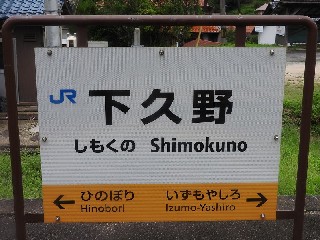 JR 下久野
しもくの Shimokuno
← ひのぼり いずもやしろ →
Hinobori Izumo-Yashiro